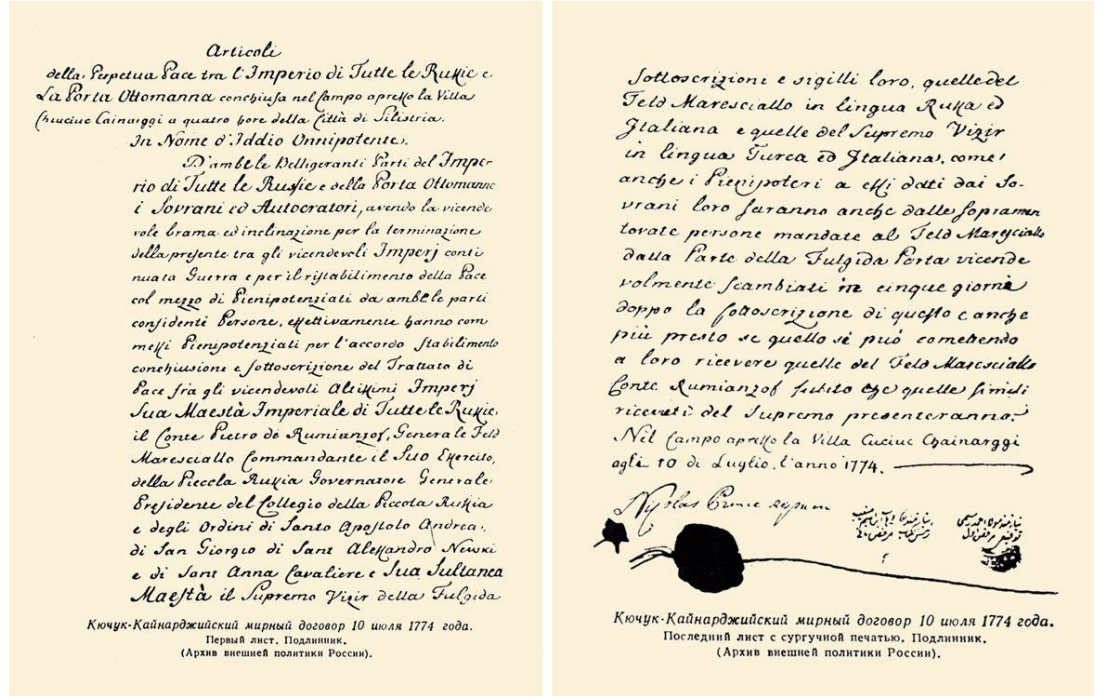 Articoli
della Perpetua Pace tra l'Imperio di Tutte le Russie e
La Porta Ottomanna conchiusa nel Campo apresso la Villa
Chiuciuc Cainarggi a quatro hore della Città di Silistria.
In Nome d'Iddio Onnipotente.
D'ambe le Belligeranti Parti del Impe-
rio di Tutte le Russie e della Porta Ottomanna
i Sovrani ed Autocratori, avendo la vicende
vole brama ed inclinazione per la terminazione
della presente tra gli vicendevoli Imperj conti
nuata Guerra e per il ristabilimento della Pace
col mezzo di Pienipotenziati da ambe le parti
confidenti Persone, effettivamente hanno com
messi Pienipotenziati per l'accordo stabilimento
conchiusione e sottoscrizione del Trattato di
Pace fra gli vicendevoli Altissimi Imperj
Sua Maestà Imperiale di Tutte le Russie
il Conte Pietro de Rumianzof, Generale Feld
Maresciallo Commandante il Suo Esercito,
della Piccola Russia Governatore Generale
Presidente del Collegio della Piccola Russia
e degli Ordini di Santo Apostolo Andrea,
di San Giorgio di Sant Alessandro Newski
e di Sant Anna Cavaliere e Sua Sultanea
Maestà il Supremo Vizir della Fulgida
Кючук-Кайнарджийский мирный договор 10 июля 1774 года.
Первый лист. Подлинник.
(Архив внешней политики России).
sottoscrizioni e sigilli loro, quelle del
Feld Maresciallo in lingua Russa ed
Italiana e quelle del Supremo Vizir
in lingua Turca ed Italiana, come
anche i Pienipoteri a essi dati dai So-
vrani loro saranno anche dalle sopramen
tovate persone mandate al Feld Maresciallo
dalla Parte della Fulgida Porta vicende
volmente scambiati in cinque giorni
doppo la sottoscrizione di questo e anche
più presto se quello si può comettendo
a loro ricevere quelle del Feld Maresciallo
Conte Rumianzof che quelle simili
ricevuti del Supremo presenteranno.
Nel Campo apresso la Villa Cuciuc Chainarggi
agli 10 di Luglio, l'anno 1774.
Кючук-Кайнарджийский мирный договор 10 июля 1774 года.
Последний лист с сургучной печатью. Подлинник.
(Архив внешней политики России).